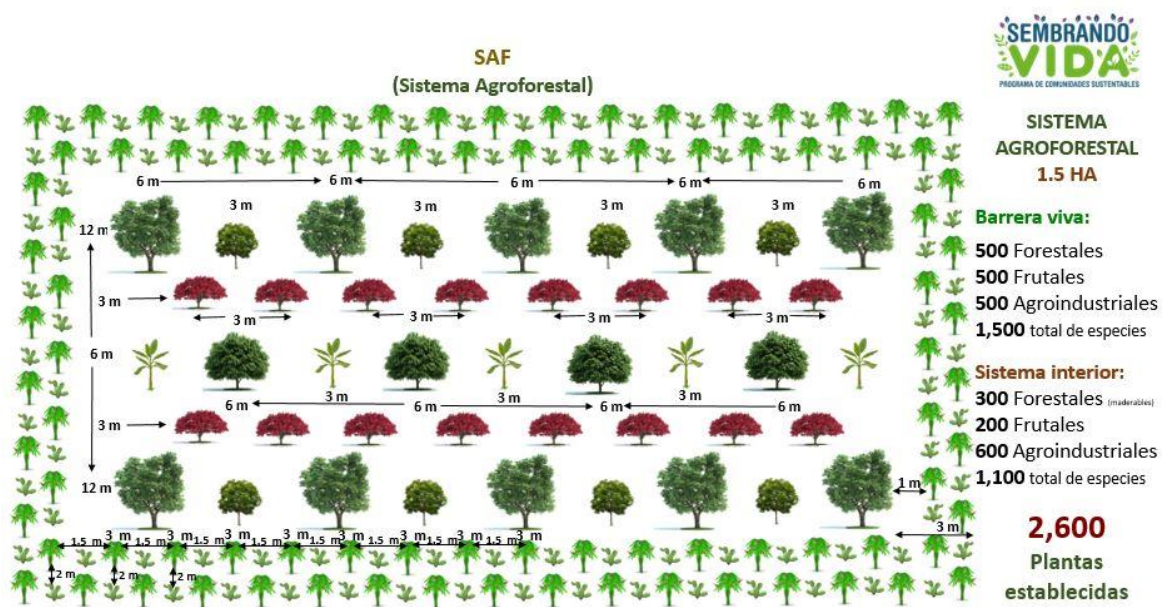 SAF
(Sistema Agroforestal)
SEMBRANDO
VIDA
PROGRAMA DE COMUNIDADES SUSTENTABLES
SISTEMA
AGROFORESTAL
1.5 HA
Barrera viva:
500 Forestales
500 Frutales
500 Agroindustriales
1,500 total de especies
Sistema interior:
300 Forestales (maderables)
200 Frutales
600 Agroindustriales
1,100 total de especies
2,600
Plantas
establecidas
6 m 6 m 6 m 6 m 6 m
3 m 3 m 3 m 3 m
12 m
3 m
3 m 3 m 3 m 3 m
6 m
3 m 3 m 3 m
6 m 6 m 6 m 6 m
3 m
12 m
1 m
3 m
3 m 3 m 3 m 3 m 3 m 3 m 3 m 3 m
1.5 m 1.5 m 1.5 m 1.5 m 1.5 m 1.5 m 1.5 m 1.5 m
2 m 2 m 2 m